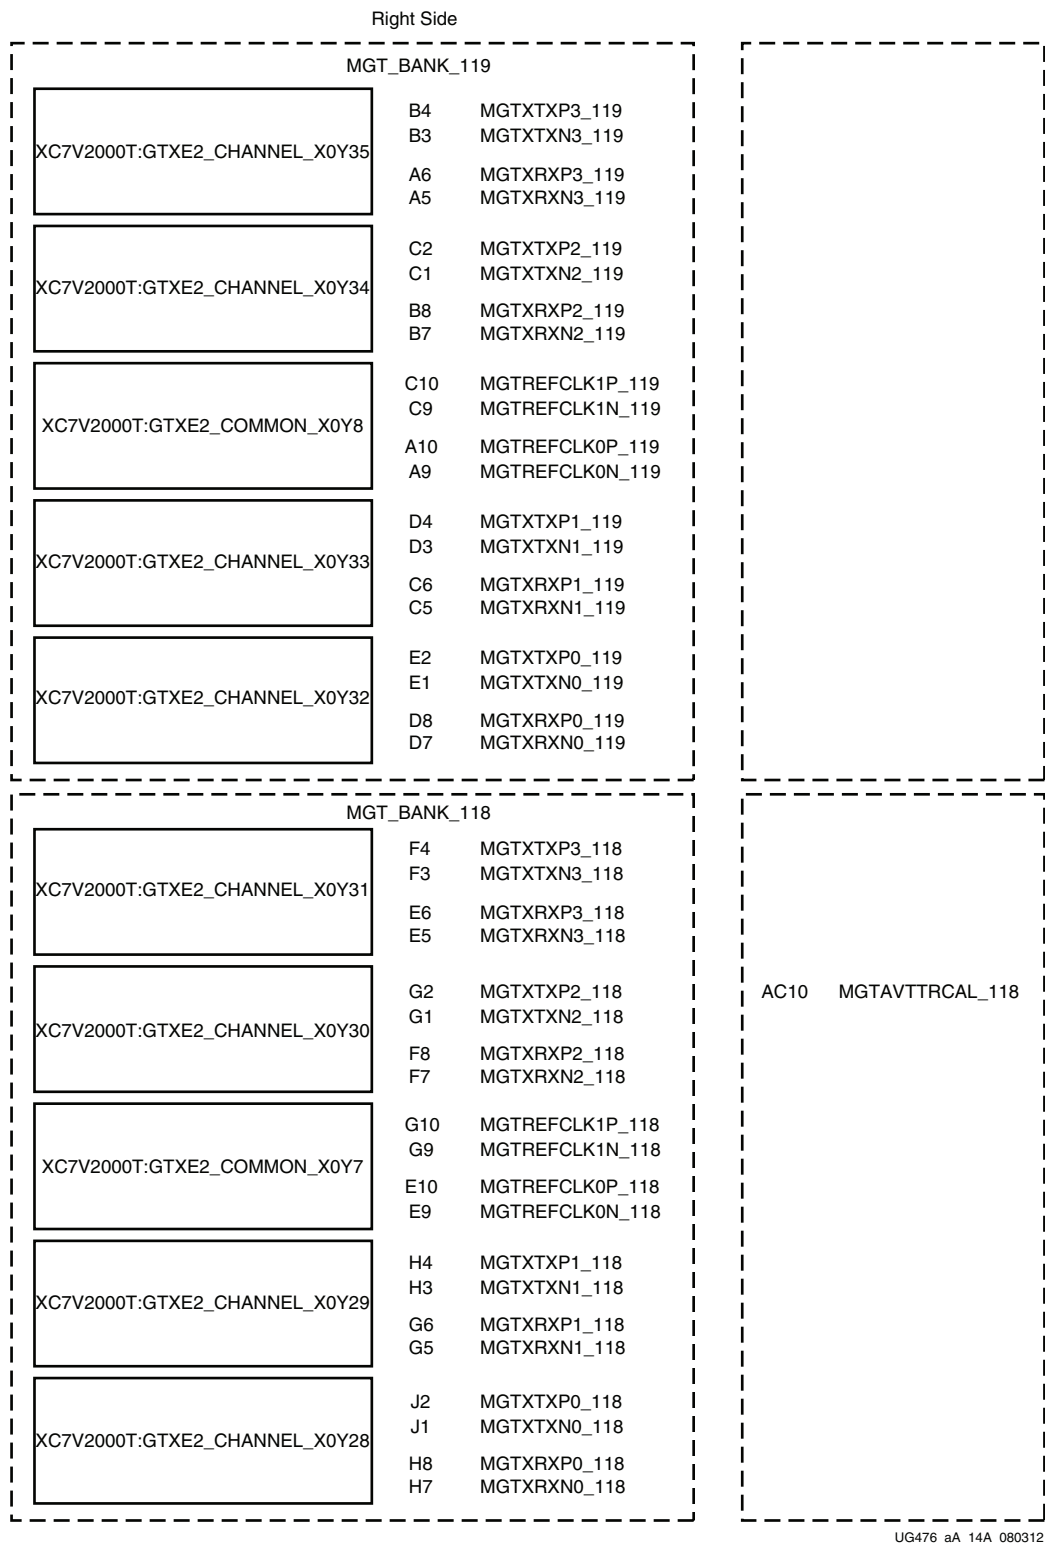 Right Side
MGT_BANK_119
XC7V2000T:GTXE2_CHANNEL_X0Y35
B4 MGTXTXP3_119
B3 MGTXTXN3_119
A6 MGTXRXP3_119
A5 MGTXRXN3_119
XC7V2000T:GTXE2_CHANNEL_X0Y34
C2 MGTXTXP2_119
C1 MGTXTXN2_119
B8 MGTXRXP2_119
B7 MGTXRXN2_119
XC7V2000T:GTXE2_COMMON_X0Y8
C10 MGTREFCLK1P_119
C9 MGTREFCLK1N_119
A10 MGTREFCLK0P_119
A9 MGTREFCLK0N_119
XC7V2000T:GTXE2_CHANNEL_X0Y33
D4 MGTXTXP1_119
D3 MGTXTXN1_119
C6 MGTXRXP1_119
C5 MGTXRXN1_119
XC7V2000T:GTXE2_CHANNEL_X0Y32
E2 MGTXTXP0_119
E1 MGTXTXN0_119
D8 MGTXRXP0_119
D7 MGTXRXN0_119
MGT_BANK_118
XC7V2000T:GTXE2_CHANNEL_X0Y31
F4 MGTXTXP3_118
F3 MGTXTXN3_118
E6 MGTXRXP3_118
E5 MGTXRXN3_118
XC7V2000T:GTXE2_CHANNEL_X0Y30
G2 MGTXTXP2_118
G1 MGTXTXN2_118
F8 MGTXRXP2_118
F7 MGTXRXN2_118
AC10 MGTAVTTRCAL_118
XC7V2000T:GTXE2_COMMON_X0Y7
G10 MGTREFCLK1P_118
G9 MGTREFCLK1N_118
E10 MGTREFCLK0P_118
E9 MGTREFCLK0N_118
XC7V2000T:GTXE2_CHANNEL_X0Y29
H4 MGTXTXP1_118
H3 MGTXTXN1_118
G6 MGTXRXP1_118
G5 MGTXRXN1_118
XC7V2000T:GTXE2_CHANNEL_X0Y28
J2 MGTXTXP0_118
J1 MGTXTXN0_118
H8 MGTXRXP0_118
H7 MGTXRXN0_118
UG476_aA_14A_080312